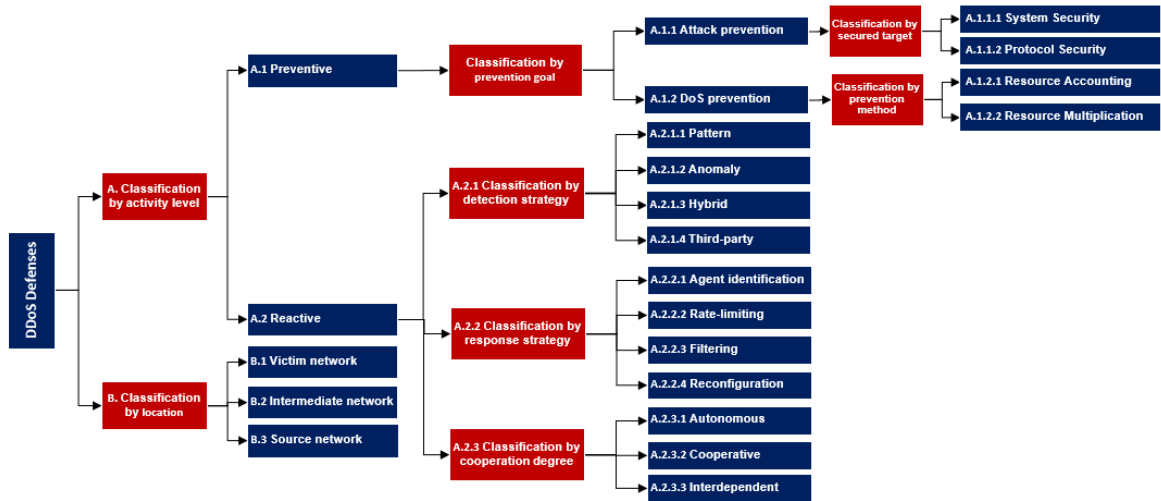 DDoS Defenses
A. Classification
by activity level
B. Classification
by location
A.1 Preventive
A.2 Reactive
B.1 Victim network
B.2 Intermediate network
B.3 Source network
Classification by
prevention goal
A.2.1 Classification by
detection strategy
A.2.2 Classification by
response strategy
A.2.3 Classification by
cooperation degree
A.1.1 Attack prevention
A.1.2 DoS prevention
A.2.1.1 Pattern
A.2.1.2 Anomaly
A.2.1.3 Hybrid
A.2.1.4 Third-party
A.2.2.1 Agent identification
A.2.2.2 Rate-limiting
A.2.2.3 Filtering
A.2.2.4 Reconfiguration
A.2.3.1 Autonomous
A.2.3.2 Cooperative
A.2.3.3 Interdependent
Classification by
secured target
Classification by
prevention
method
A.1.1.1 System Security
A.1.1.2 Protocol Security
A.1.2.1 Resource Accounting
A.1.2.2 Resource Multiplication